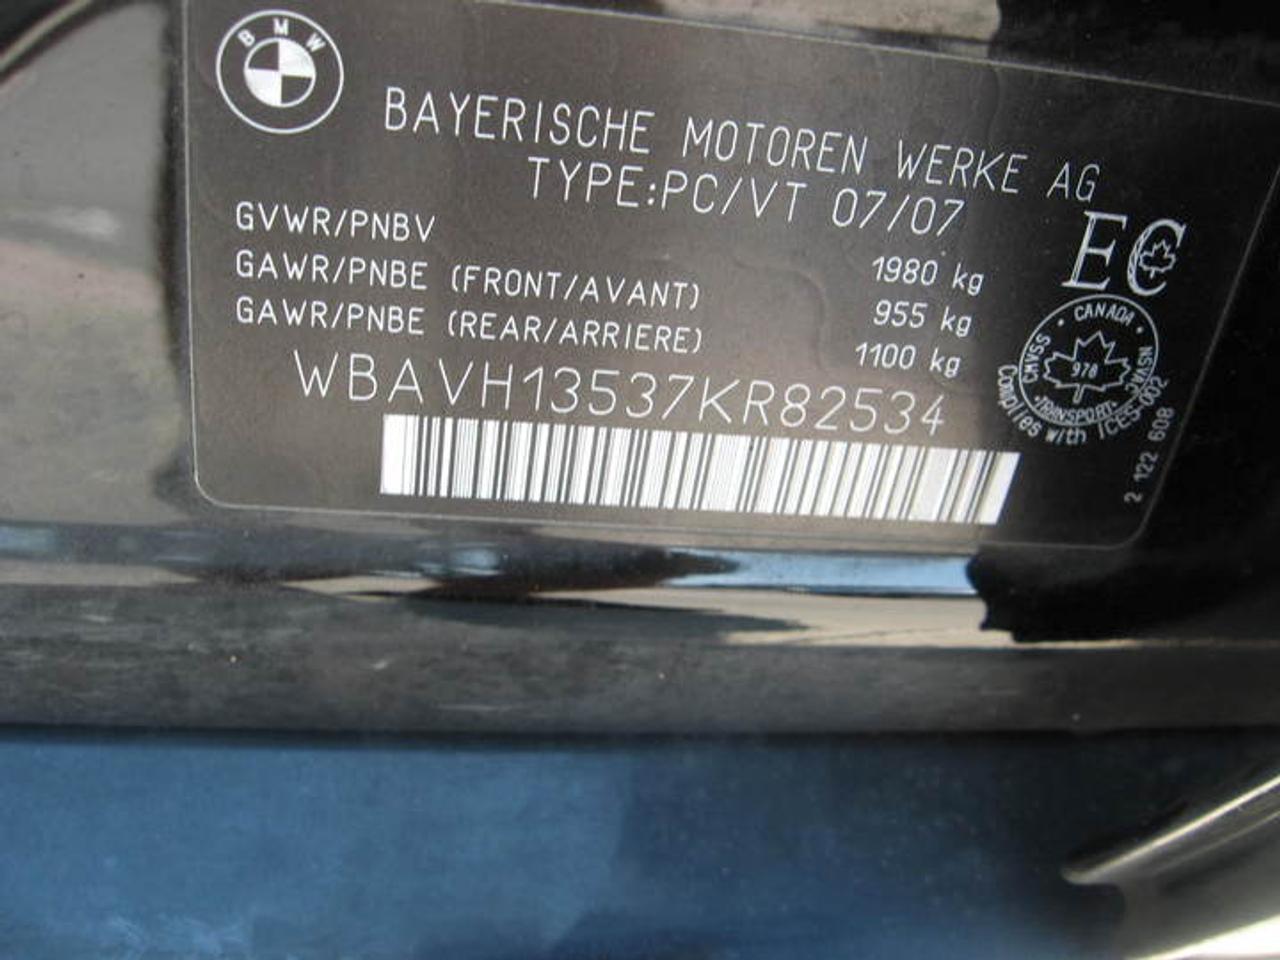 BMW
BAYERISCHE MOTOREN WERKE AG
TYPE:PC/VT 07/07
GVWR/PNBV 1980 kg
GAWR/PNBE (FRONT/AVANT) 955 kg
GAWR/PNBE (REAR/ARRIERE) 1100 kg
WBAVH13537KR82534
EC
CANADA
CMVSS
NSVAC
978
TRANSPORT
Complies with ICES-002
2 122 608